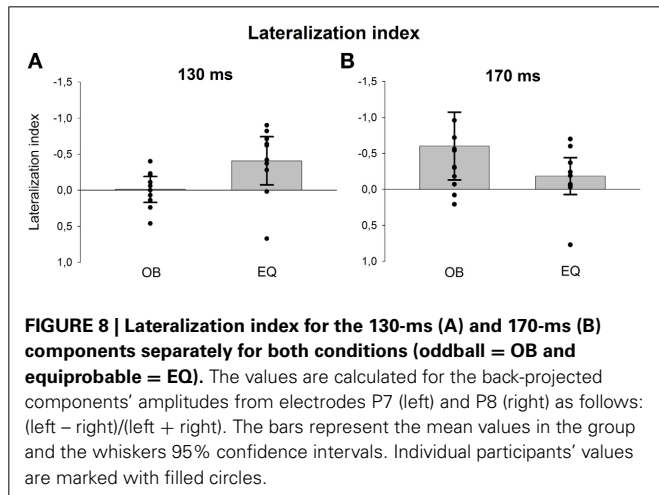 Lateralization index
A
130 ms
B
170 ms
Lateralization index
-1,5
-1,0
-0,5
0,0
0,5
1,0
OB
EQ
-1,5
-1,0
-0,5
0,0
0,5
1,0
OB
EQ
FIGURE 8 | Lateralization index for the 130-ms (A) and 170-ms (B)
components separately for both conditions (oddball = OB and
equiprobable = EQ). The values are calculated for the back-projected
components' amplitudes from electrodes P7 (left) and P8 (right) as follows:
(left – right)/(left + right). The bars represent the mean values in the group
and the whiskers 95% confidence intervals. Individual participants' values
are marked with filled circles.